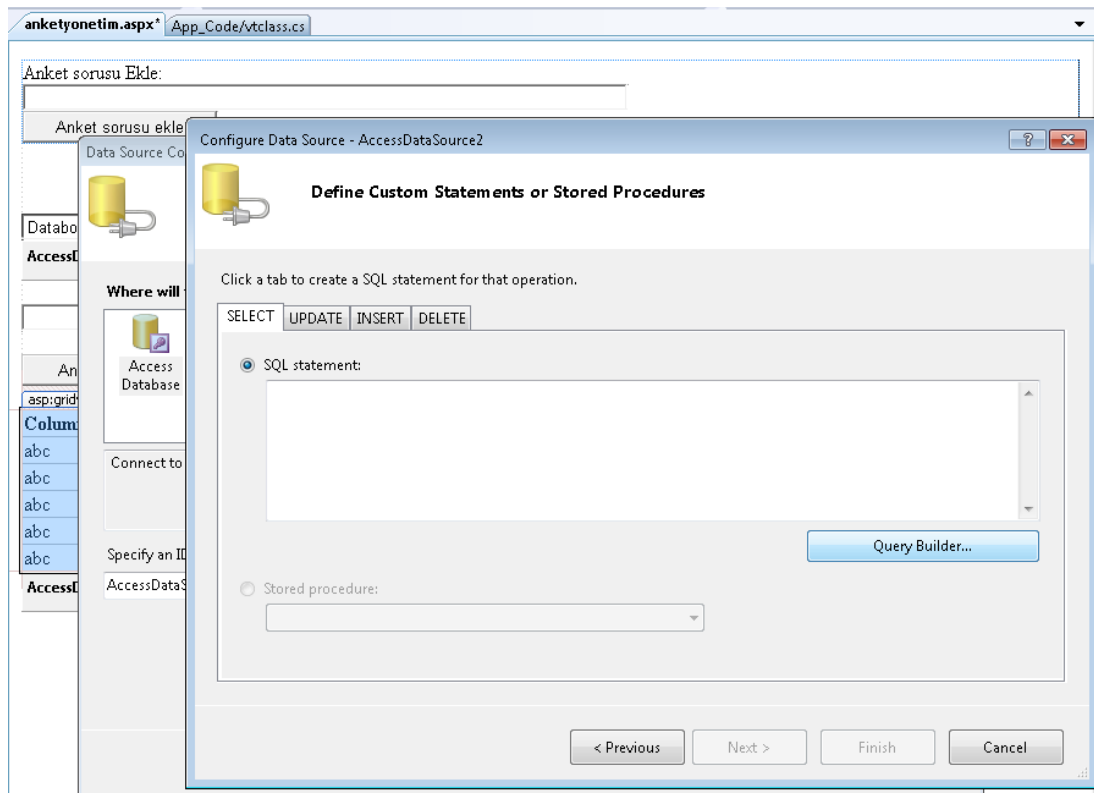 anketyonetim.aspx* App_Code/vtclass.cs
Anket sorusu Ekle:
Anket sorusu ekle
Data Source Co
Configure Data Source - AccessDataSource2
Define Custom Statements or Stored Procedures
Databo
AccessD
Where will
Click a tab to create a SQL statement for that operation.
SELECT UPDATE INSERT DELETE
Access
Database
SQL statement:
An
asp:grid
Colum
abc
abc
abc
abc
abc
Connect to
Query Builder...
Specify an ID
AccessDataS
AccessD
Stored procedure:
< Previous Next > Finish Cancel